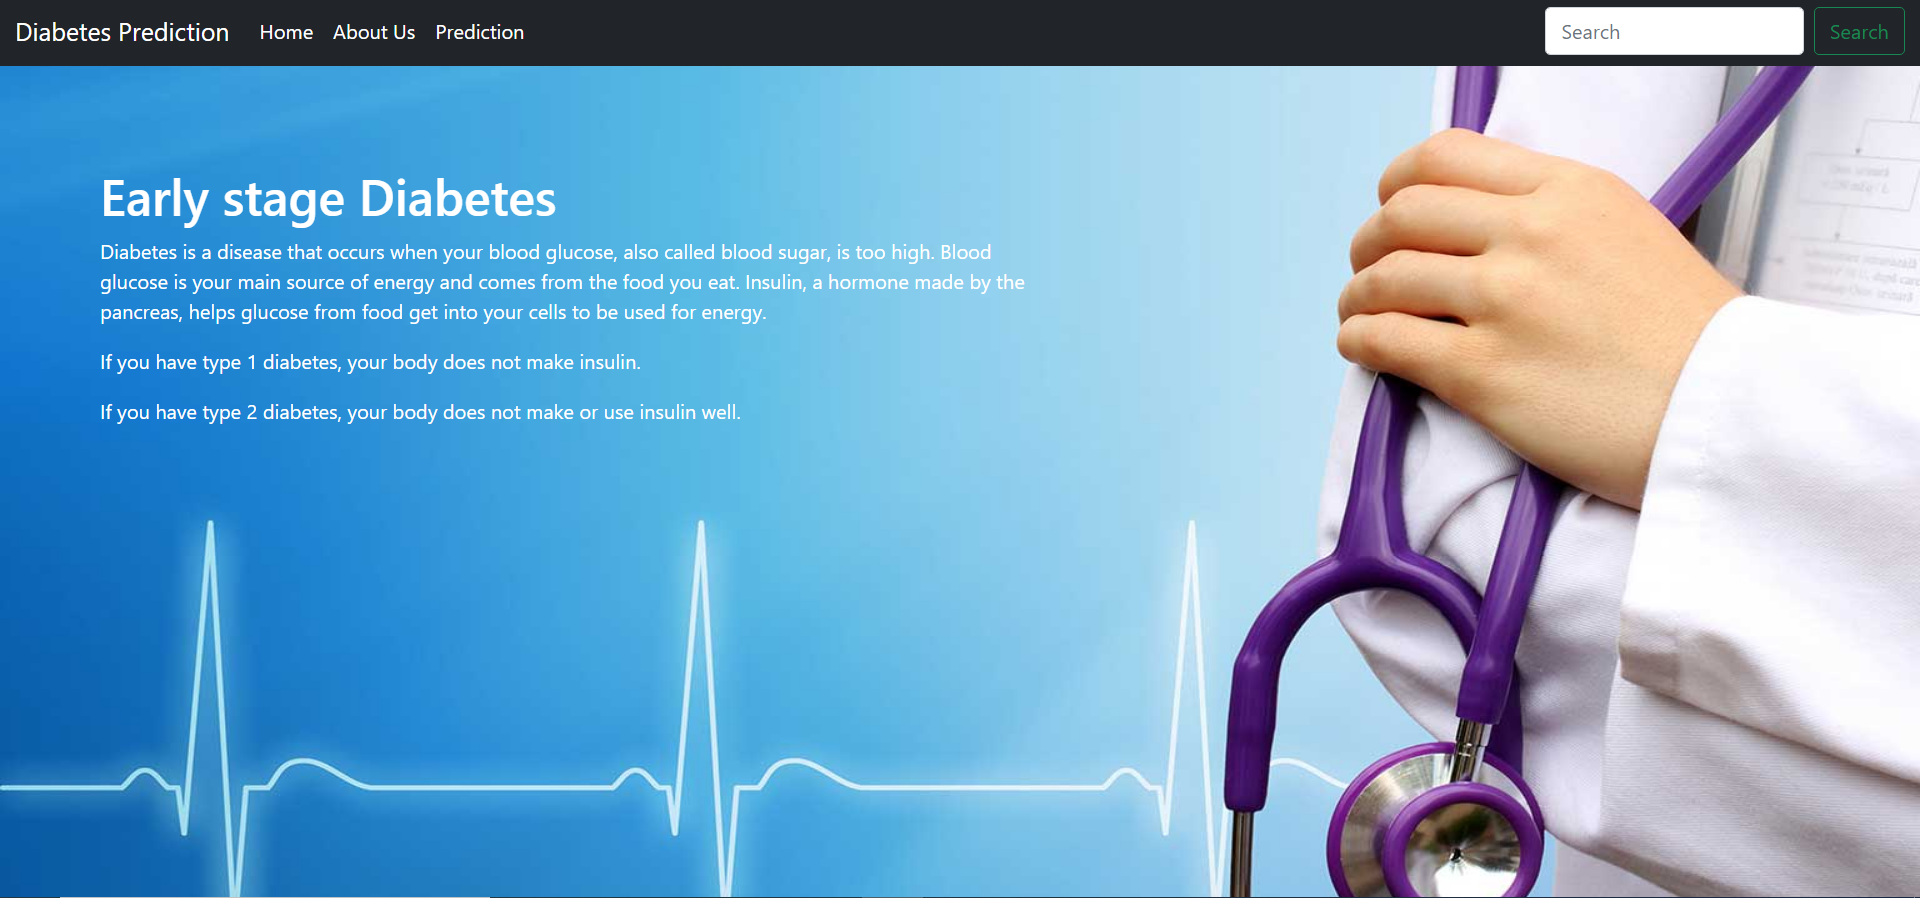 Diabetes Prediction Home About Us Prediction Search Search
Early stage Diabetes
Diabetes is a disease that occurs when your blood glucose, also called blood sugar, is too high. Blood
glucose is your main source of energy and comes from the food you eat. Insulin, a hormone made by the
pancreas, helps glucose from food get into your cells to be used for energy.
If you have type 1 diabetes, your body does not make insulin.
If you have type 2 diabetes, your body does not make or use insulin well.